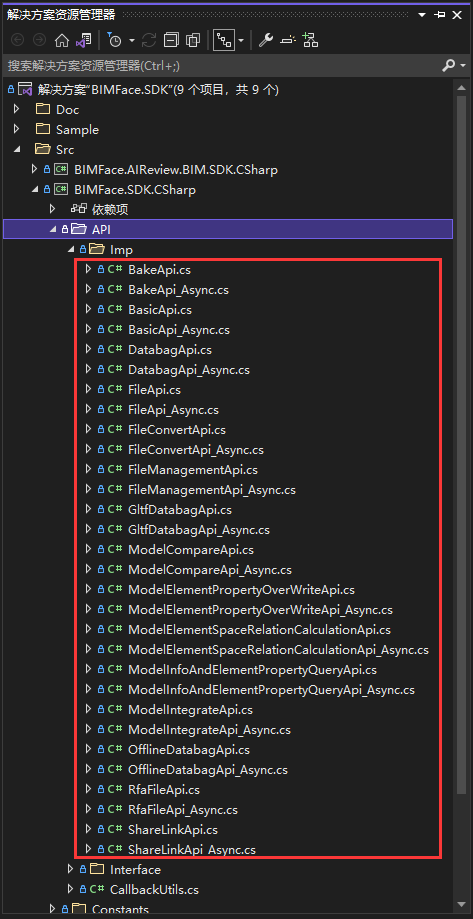 解决方案资源管理器
搜索解决方案资源管理器(Ctrl+;)
解决方案"BIMFace.SDK"(9 个项目，共 9 个)
Doc
Sample
Src
C# BIMFace.AIReview.BIM.SDK.CSharp
C# BIMFace.SDK.CSharp
依赖项
API
Imp
C# BakeApi.cs
C# BakeApi_Async.cs
C# BasicApi.cs
C# BasicApi_Async.cs
C# DatabagApi.cs
C# DatabagApi_Async.cs
C# FileApi.cs
C# FileApi_Async.cs
C# FileConvertApi.cs
C# FileConvertApi_Async.cs
C# FileManagementApi.cs
C# FileManagementApi_Async.cs
C# GltfDatabagApi.cs
C# GltfDatabagApi_Async.cs
C# ModelCompareApi.cs
C# ModelCompareApi_Async.cs
C# ModelElementPropertyOverWriteApi.cs
C# ModelElementPropertyOverWriteApi_Async.cs
C# ModelElementSpaceRelationCalculationApi.cs
C# ModelElementSpaceRelationCalculationApi_Async.cs
C# ModelInfoAndElementPropertyQueryApi.cs
C# ModelInfoAndElementPropertyQueryApi_Async.cs
C# ModelIntegrateApi.cs
C# ModelIntegrateApi_Async.cs
C# OfflineDatabagApi.cs
C# OfflineDatabagApi_Async.cs
C# RfaFileApi.cs
C# RfaFileApi_Async.cs
C# ShareLinkApi.cs
C# ShareLinkApi_Async.cs
Interface
C# CallbackUtils.cs
Constants